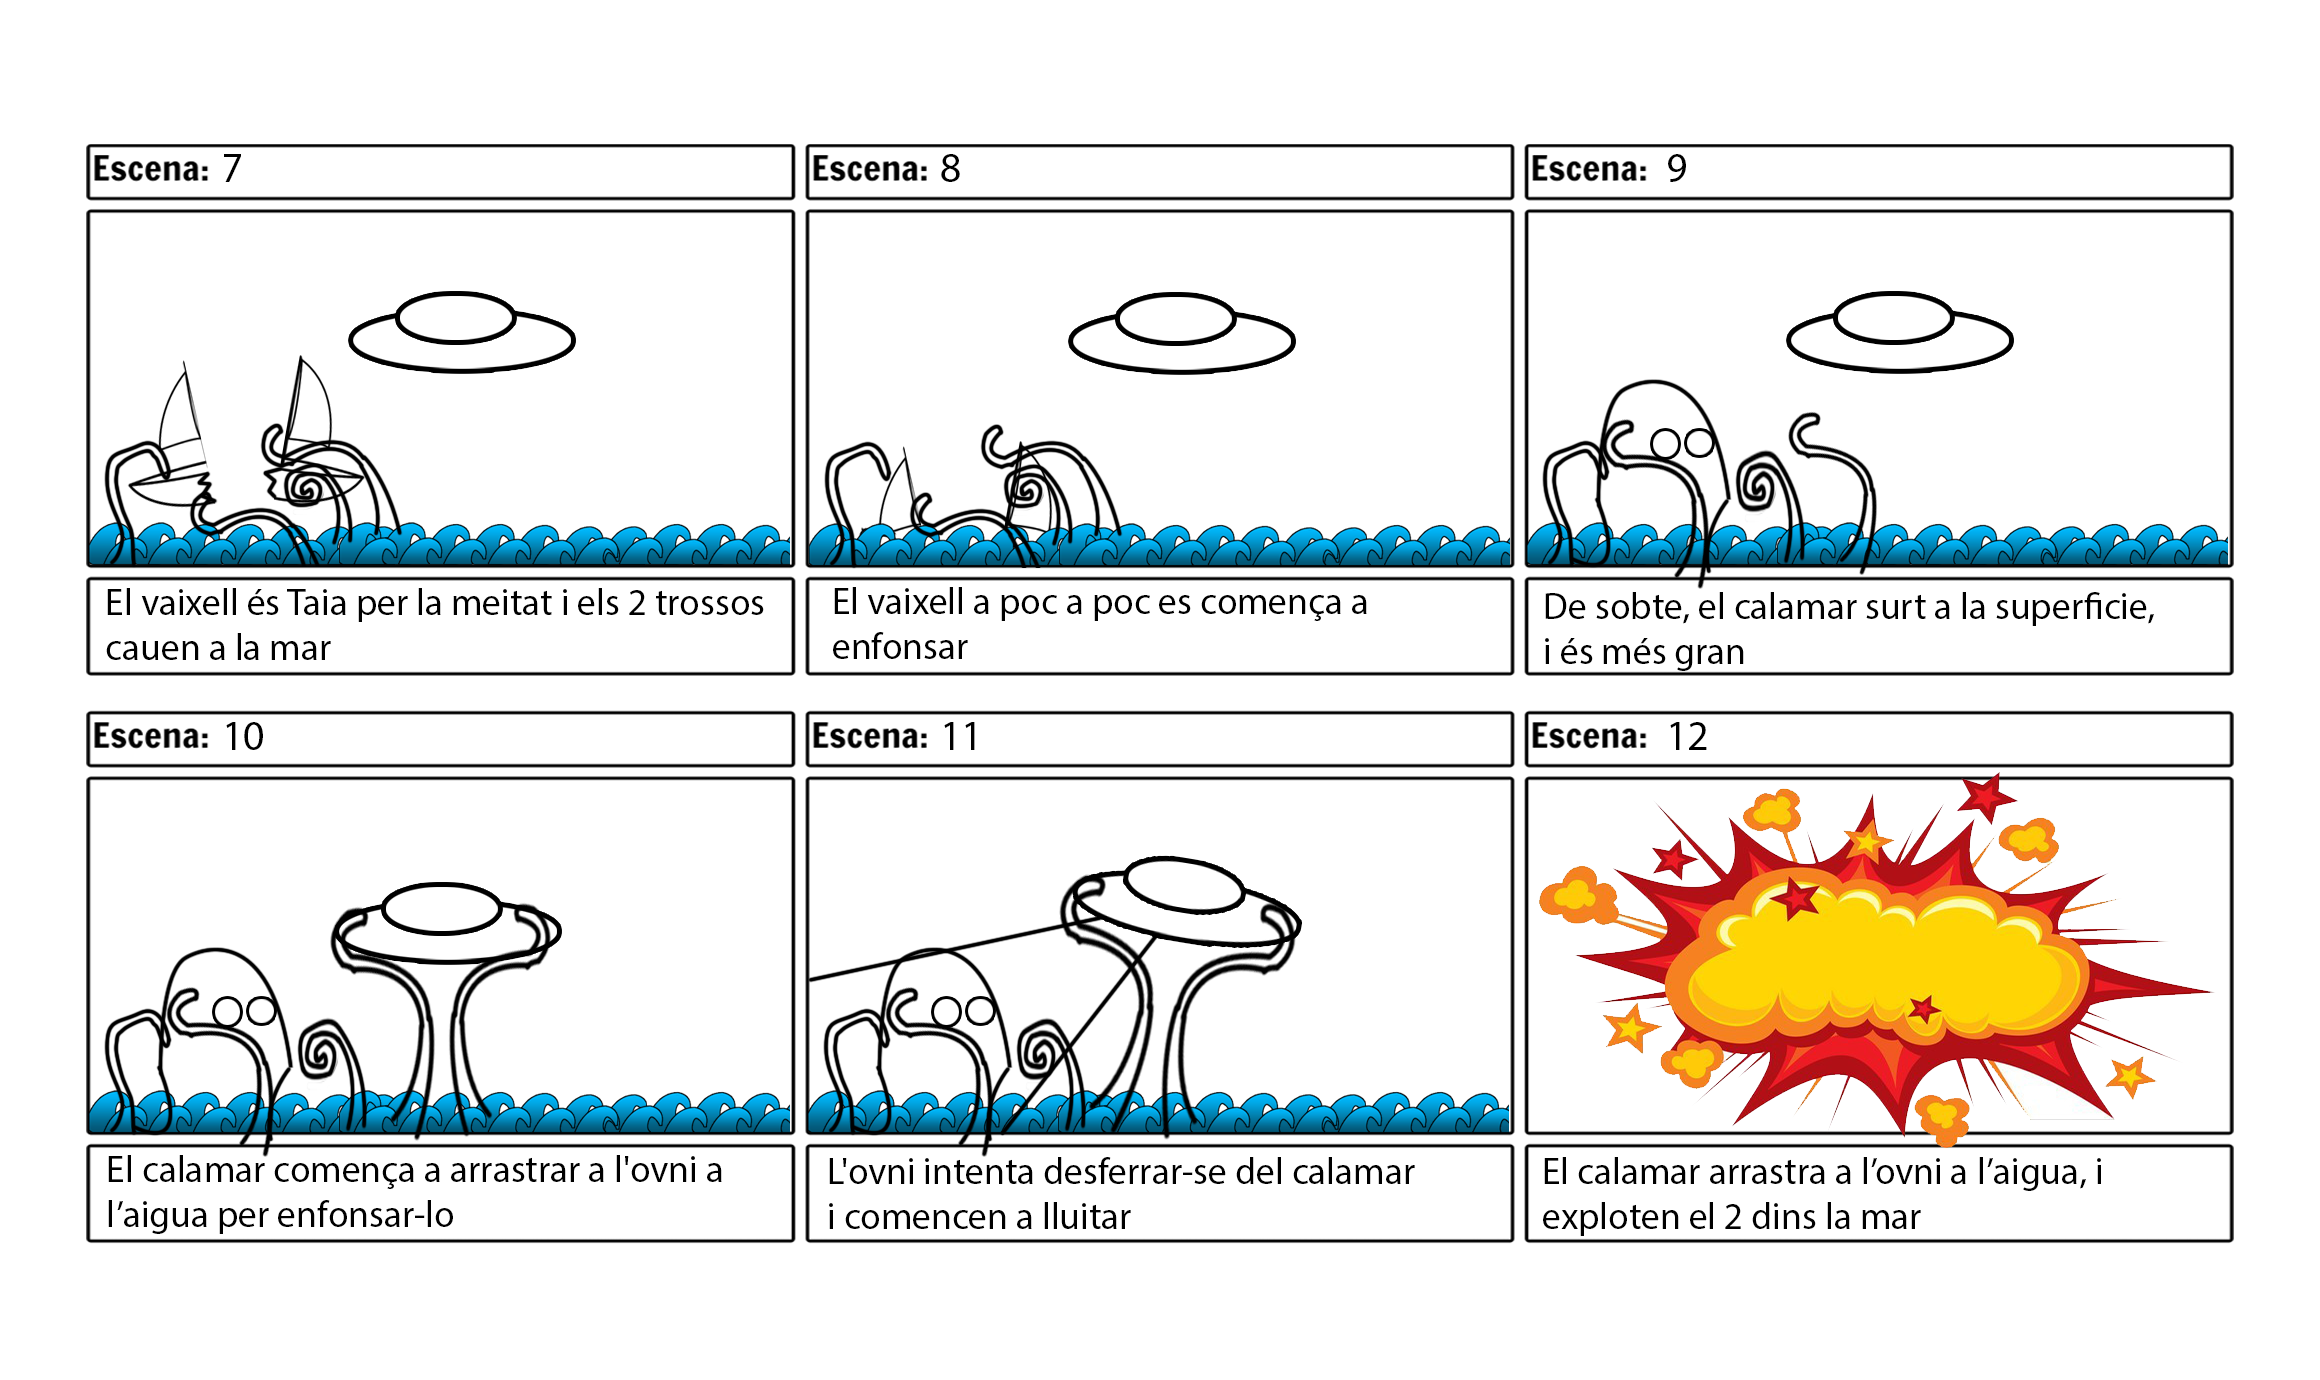 Escena: 7
Escena: 8
Escena: 9
El vaixell és Taia per la meitat i els 2 trossos
cauen a la mar
El vaixell a poc a poc es comença a
enfonsar
De sobte, el calamar surt a la superficie,
i és més gran
Escena: 10
Escena: 11
Escena: 12
El calamar comença a arrastrar a l'ovni a
l’aigua per enfonsar-lo
L'ovni intenta desferrar-se del calamar
i comencen a lluitar
El calamar arrastra a l’ovni a l’aigua, i
exploten el 2 dins la mar